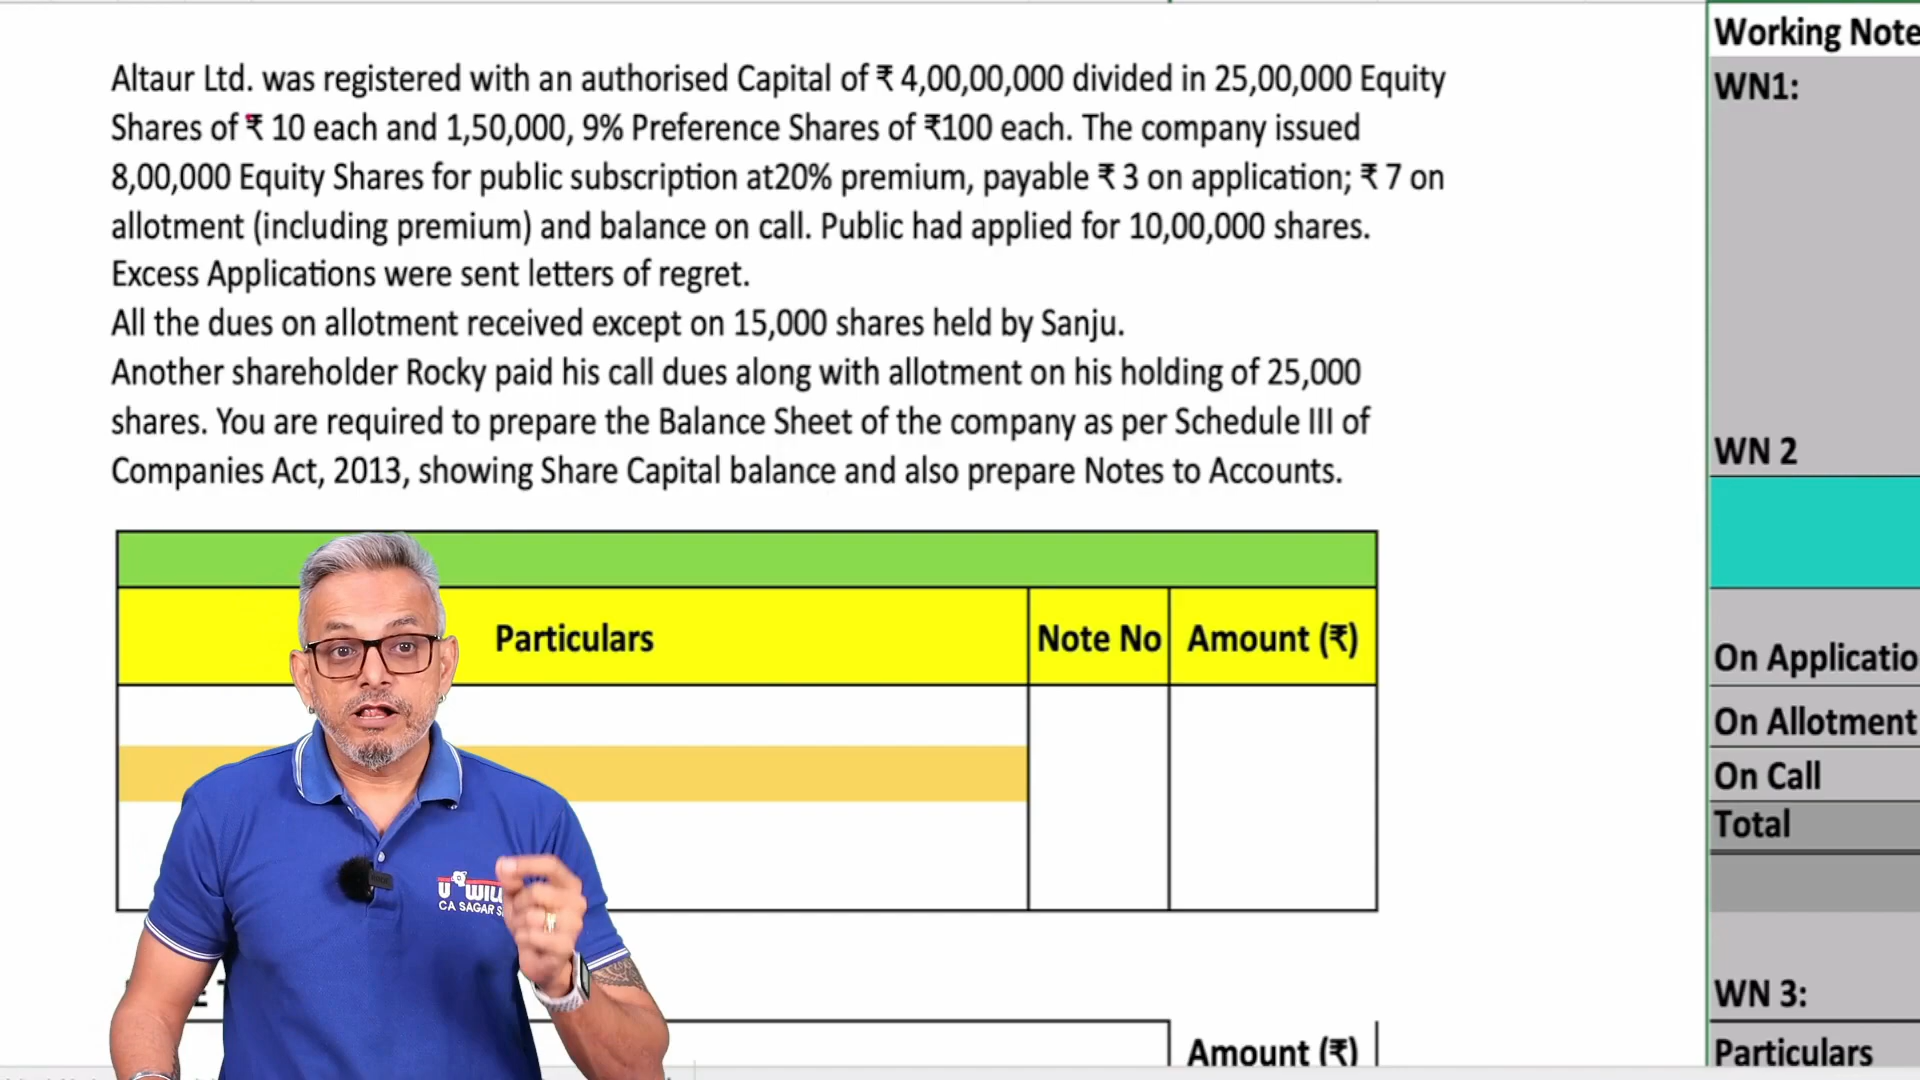 Altaur Ltd. was registered with an authorised Capital of ₹ 4,00,00,000 divided in 25,00,000 Equity
Shares of ₹ 10 each and 1,50,000, 9% Preference Shares of ₹100 each. The company issued
8,00,000 Equity Shares for public subscription at20% premium, payable ₹ 3 on application; ₹ 7 on
allotment (including premium) and balance on call. Public had applied for 10,00,000 shares.
Excess Applications were sent letters of regret.
All the dues on allotment received except on 15,000 shares held by Sanju.
Another shareholder Rocky paid his call dues along with allotment on his holding of 25,000
shares. You are required to prepare the Balance Sheet of the company as per Schedule III of
Companies Act, 2013, showing Share Capital balance and also prepare Notes to Accounts.
Particulars Note No Amount (₹)
Amount (₹)
U WILL
CA SAGAR S
Working Note
WN1:
WN 2
On Applicatio
On Allotment
On Call
Total
WN 3:
Particulars